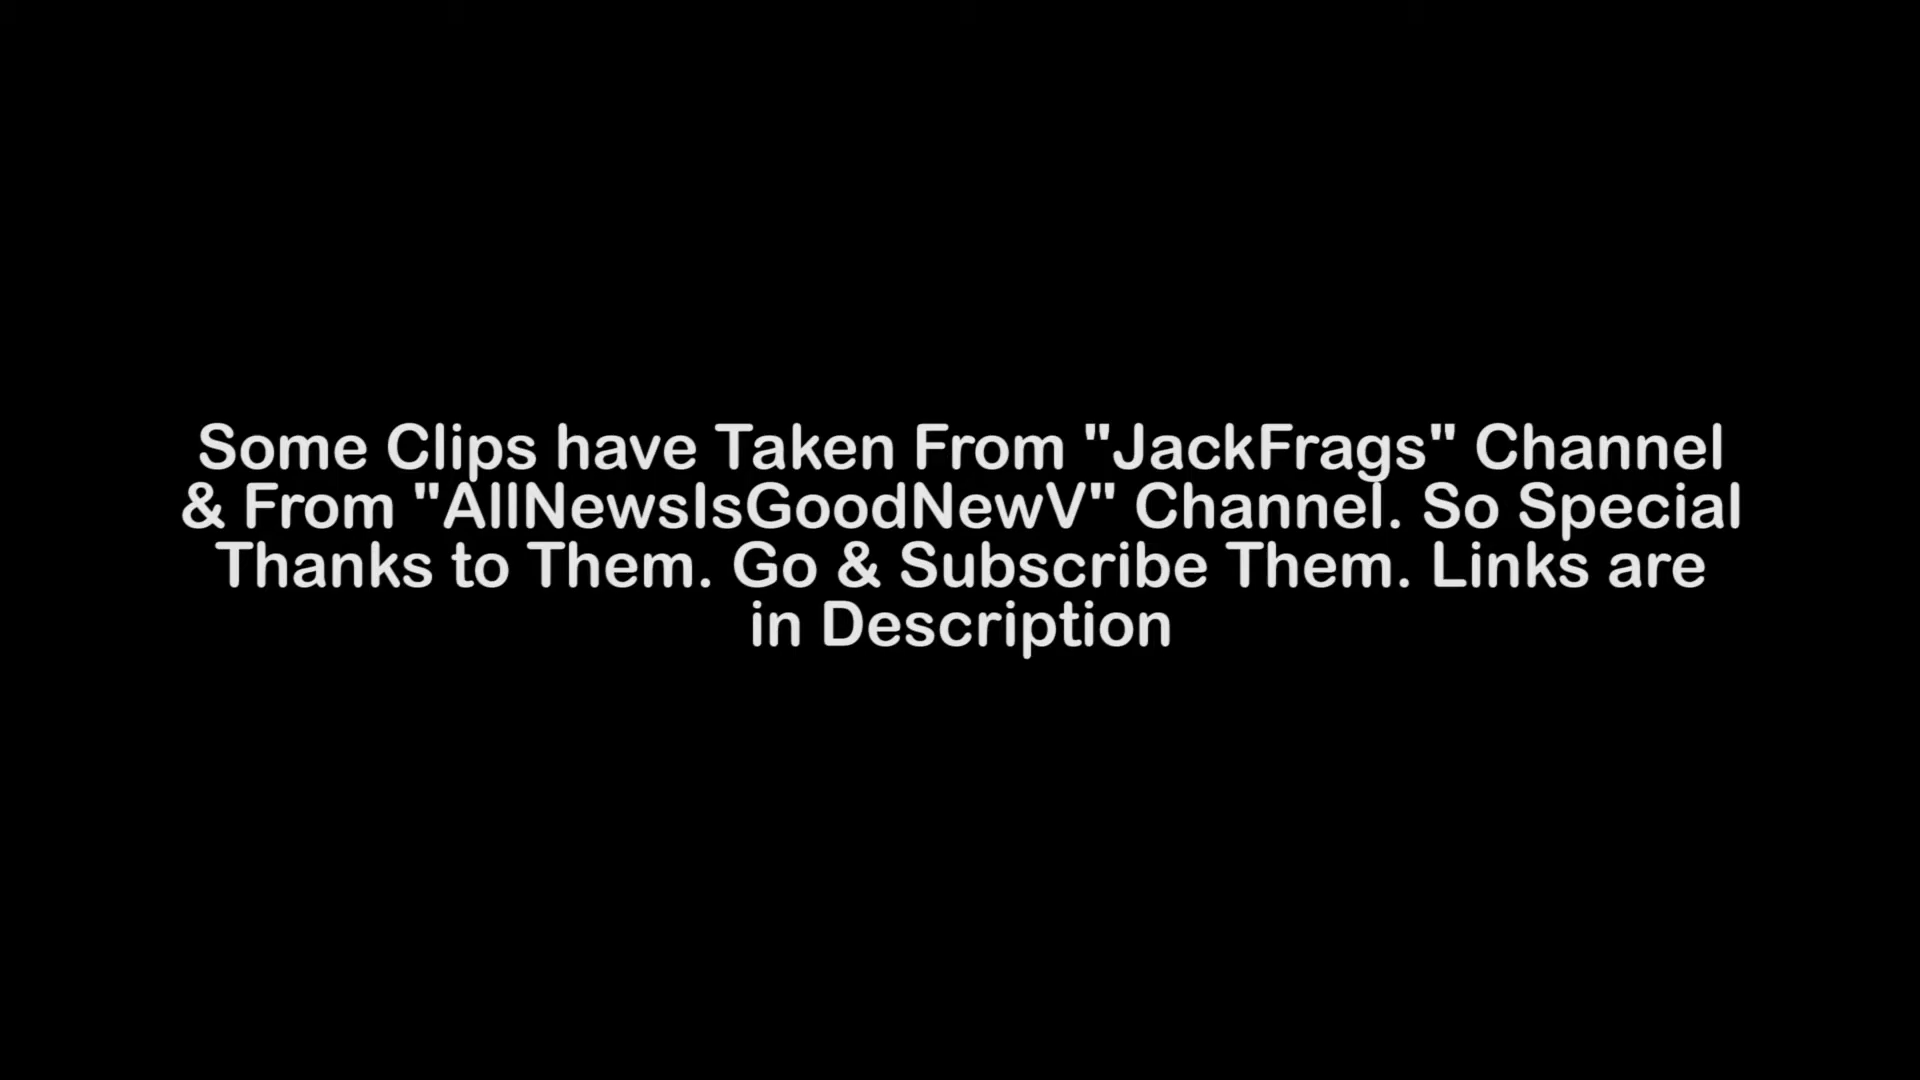 Some Clips have Taken From "JackFrags" Channel
& From "AllNewsIsGoodNewV" Channel. So Special
Thanks to Them. Go & Subscribe Them. Links are
in Description